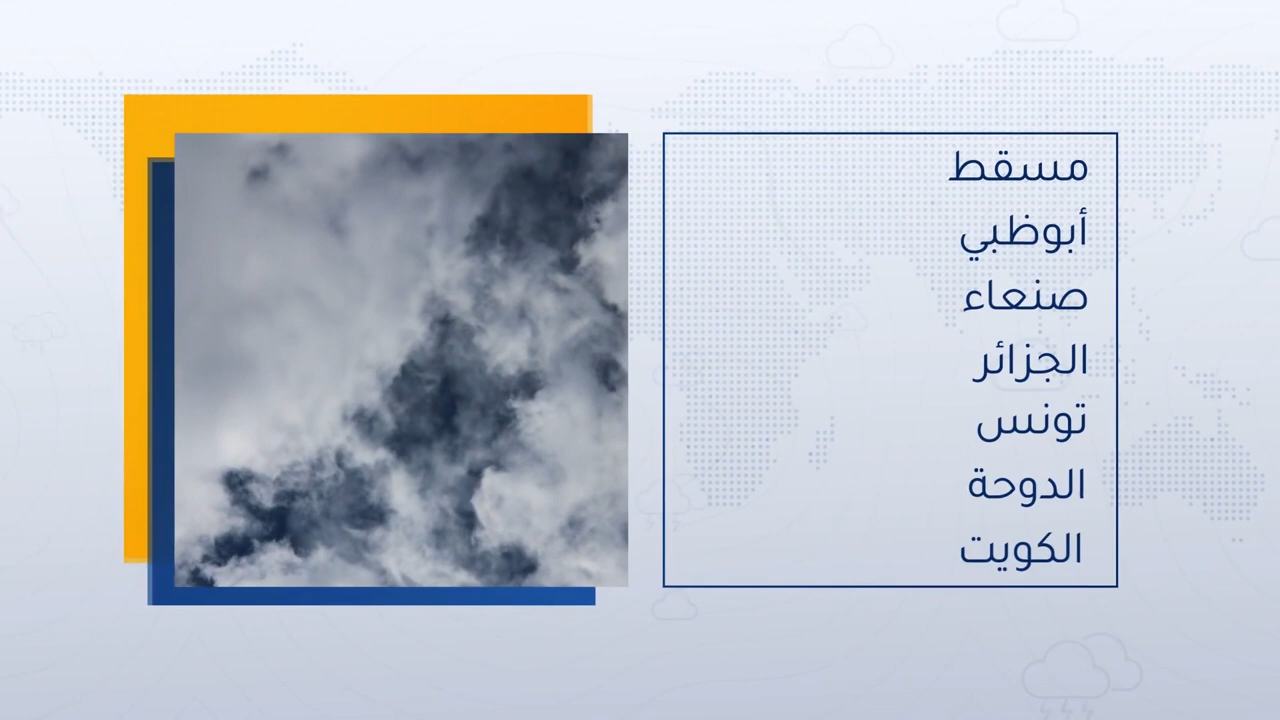 مسقط
أبوظبي
صنعاء
الجزائر
تونس
الدوحة
الكويت